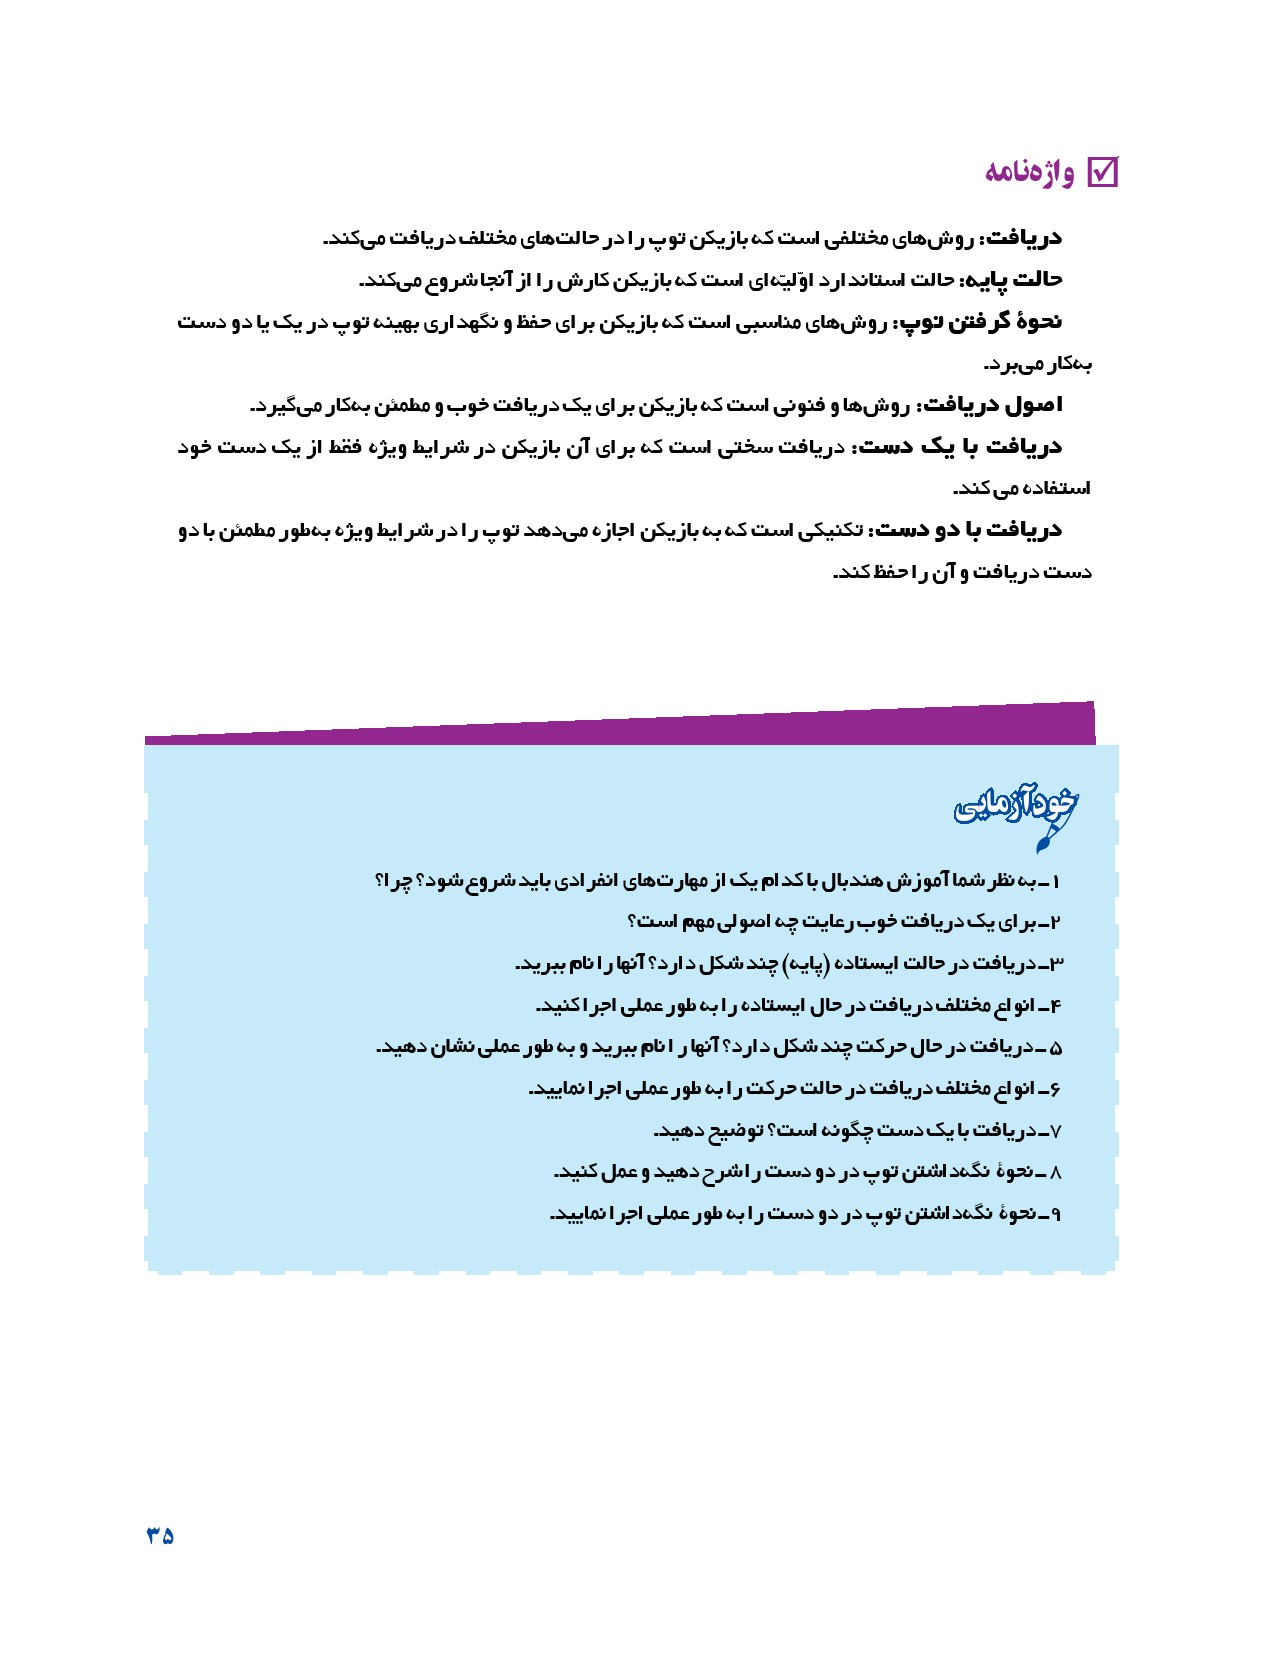 واژه‌نامه
دریافت: روش‌های مختلفی است که بازیکن توپ را در حالت‌های مختلف دریافت می‌کند.
حالت پایه: حالت استاندارد اوّلیّه‌ای است که بازیکن کارش را از آنجا شروع می‌کند.
نحوهٔ گرفتن توپ: روش‌های مناسبی است که بازیکن برای حفظ و نگهداری بهینه توپ در یک یا دو دست
به‌کار می‌برد.
اصول دریافت: روش‌ها و فنونی است که بازیکن برای یک دریافت خوب و مطمئن به‌کار می‌گیرد.
دریافت با یک دست: دریافت سختی است که برای آن بازیکن در شرایط ویژه فقط از یک دست خود
استفاده می کند.
دریافت با دو دست: تکنیکی است که به بازیکن اجازه می‌دهد توپ را در شرایط ویژه به‌طور مطمئن با دو
دست دریافت و آن را حفظ کند.
خودآزمایی
۱ــ به نظر شما آموزش هندبال با کدام یک از مهارت‌های انفرادی باید شروع شود؟ چرا؟
۲ــ برای یک دریافت خوب رعایت چه اصولی مهم است؟
۳ــ دریافت در حالت ایستاده (پایه) چند شکل دارد؟ آنها را نام ببرید.
۴ــ انواع مختلف دریافت در حال ایستاده را به طور عملی اجرا کنید.
۵ ــ دریافت در حال حرکت چند شکل دارد؟ آنها را نام ببرید و به طور عملی نشان دهید.
۶ــ انواع مختلف دریافت در حالت حرکت را به طور عملی اجرا نمایید.
۷ــ دریافت با یک دست چگونه است؟ توضیح دهید.
۸ ــ نحوهٔ نگه‌داشتن توپ در دو دست را شرح دهید و عمل کنید.
۹ــ نحوهٔ نگه‌داشتن توپ در دو دست را به طور عملی اجرا نمایید.
۳۵